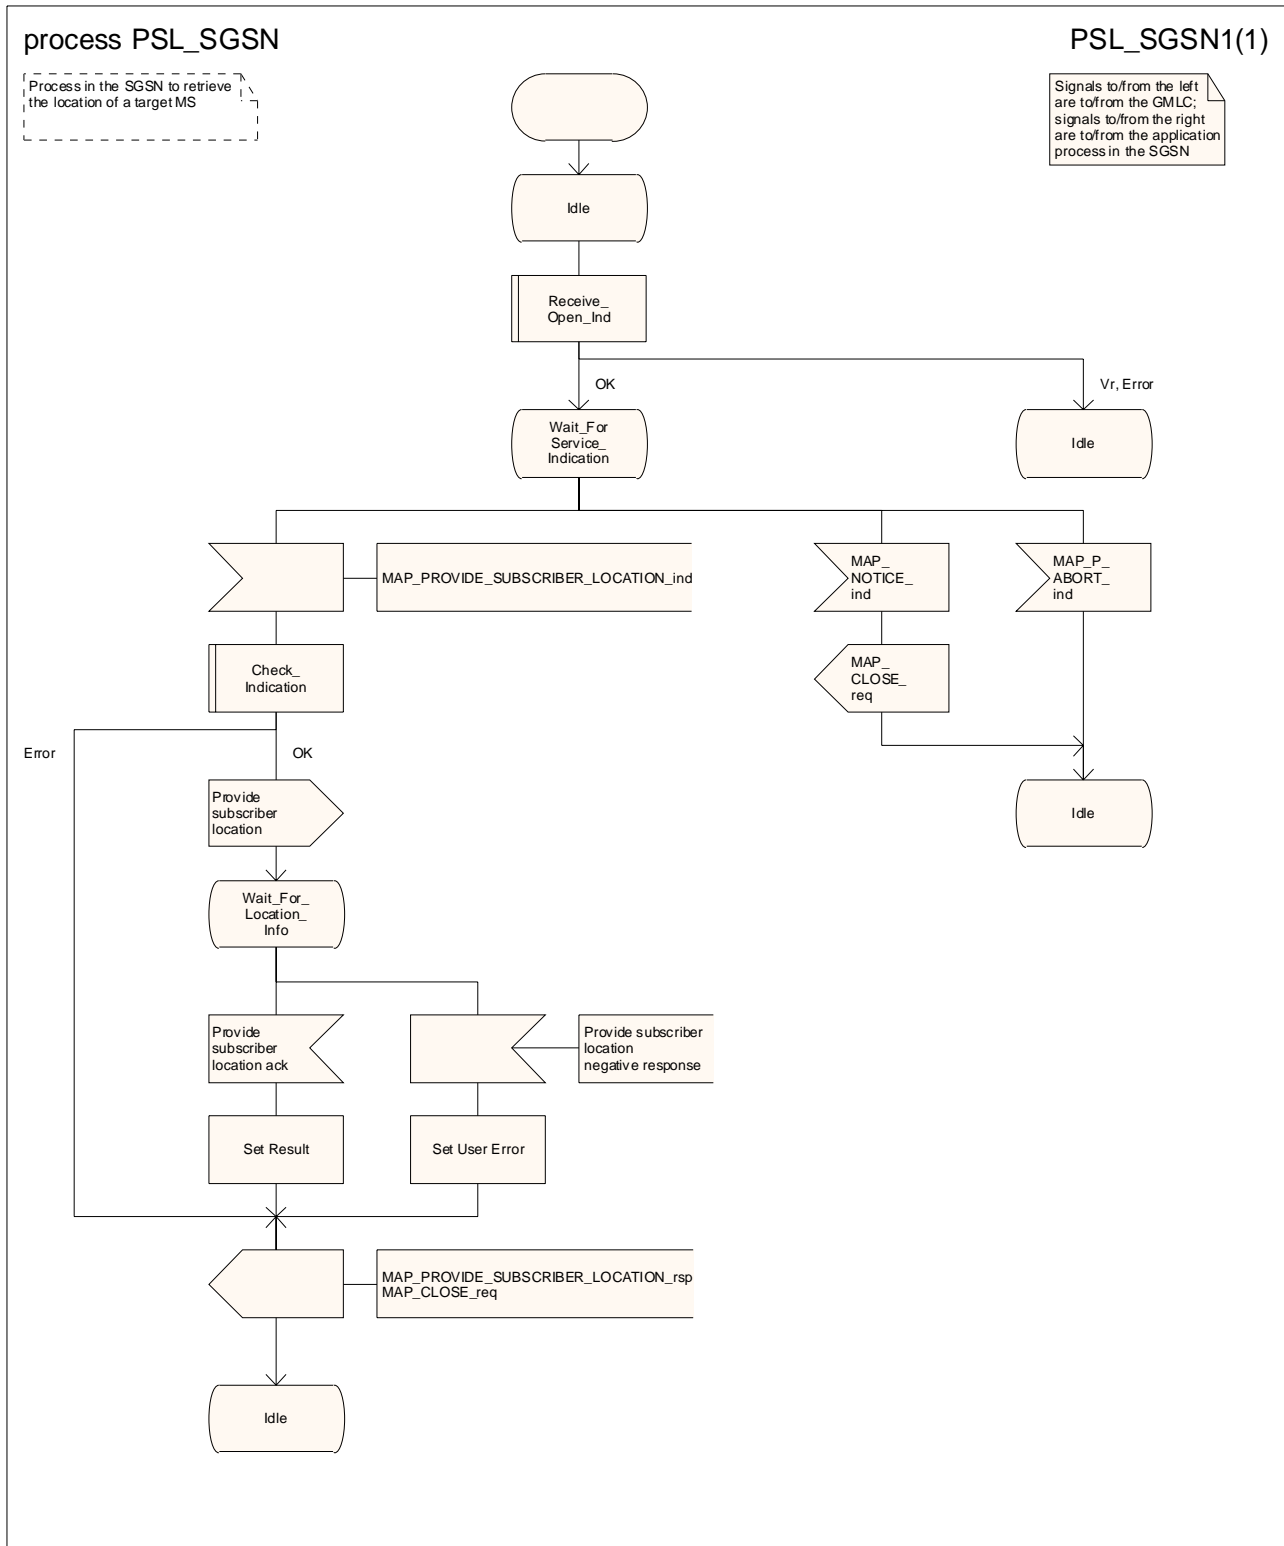 process PSL_SGSN
PSL_SGSN1(1)
Process in the SGSN to retrieve
the location of a target MS
Signals to/from the left
are to/from the GMLC;
signals to/from the right
are to/from the application
process in the SGSN
Idle
Receive_
Open_Ind
OK
Vr, Error
Wait_For
Service_
Indication
Idle
MAP_PROVIDE_SUBSCRIBER_LOCATION_ind
MAP_
NOTICE_
ind
MAP_P_
ABORT_
ind
Check_
Indication
MAP_
CLOSE_
req
Error
OK
Provide
subscriber
location
Idle
Wait_For_
Location_
Info
Provide
subscriber
location ack
Provide subscriber
location
negative response
Set Result
Set User Error
MAP_PROVIDE_SUBSCRIBER_LOCATION_rsp
MAP_CLOSE_req
Idle